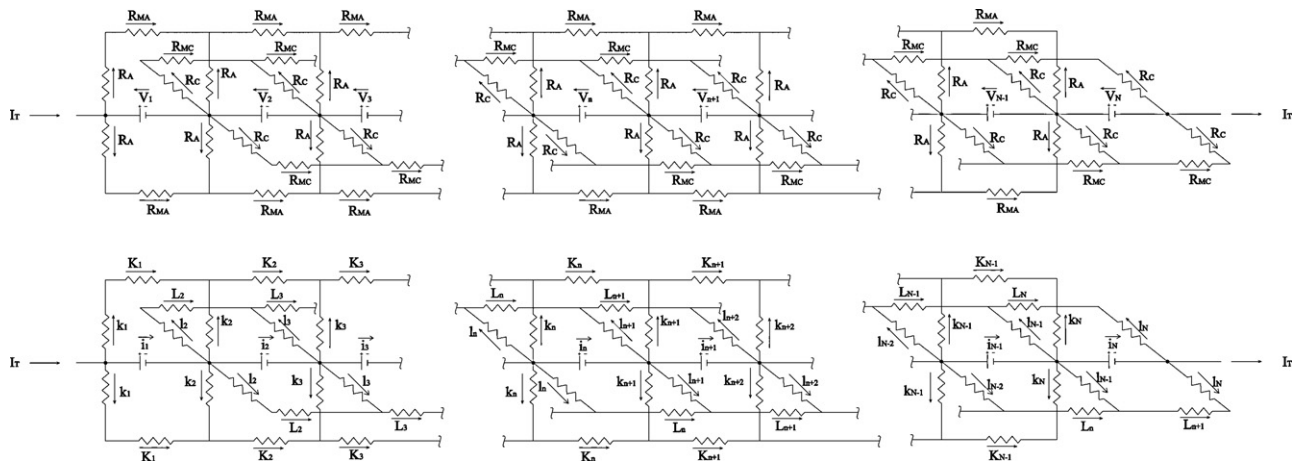 RMA RMA RMA RMA RMA RMA
RMC RMC RMC RMC RMC RMC
RA RC RA RC RA RC RA RC RA RA RC RA RC RA RC
IT V1 V2 V3 Vn Vn+1 VN-1 VN IT
RA RA RC RA RC RA RC RA RC RA RA RC RA RC RC
RMC RMC RMC RMC RMC RMC
RMA RMA RMA RMA RMA RMA
K1 K2 K3 Kn Kn+1 KN-1
L2 L3 Ln Ln+1 LN-1 LN
k1 l2 k2 l3 k3 ln kn ln+1 kn+1 ln+2 kn+2 lN-2 kN-1 lN-1 kN lN
IT i1 i2 i3 in in+1 iN-1 iN IT
k1 k2 l2 k3 l3 kn ln kn+1 ln+1 kn+2 ln+2 kN-1 lN-2 kN lN-1 lN
L2 L3 Ln Ln+1 Ln Ln+1
K1 K2 K3 Kn Kn+1 KN-1